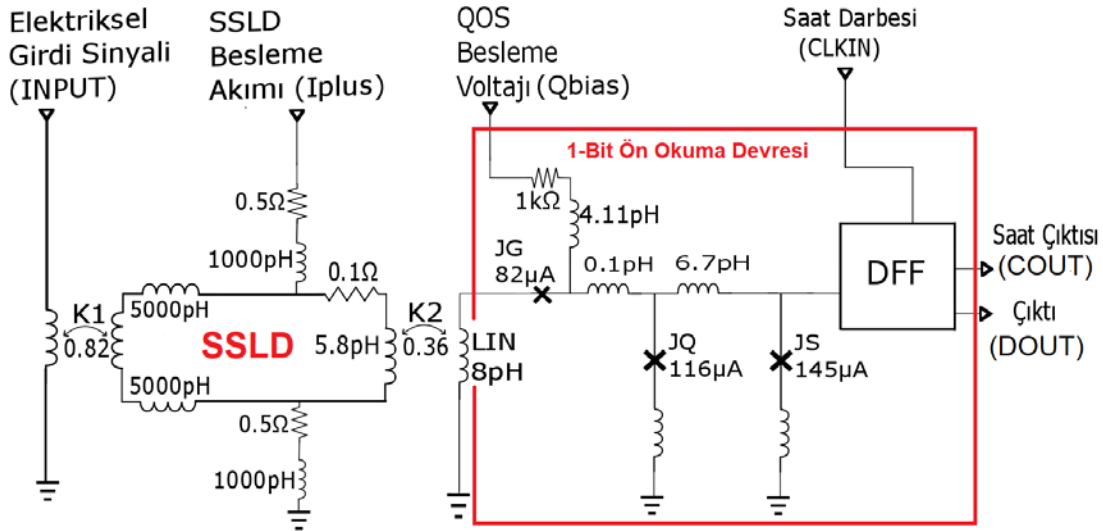 Elektriksel
Girdi Sinyali
(INPUT)
SSLD
Besleme
Akımı (Iplus)
QOS
Besleme
Voltajı (Qbias)
Saat Darbesi
(CLKIN)
1-Bit Ön Okuma Devresi
0.5Ω
1kΩ
4.11pH
1000pH
0.1Ω
JG
82µA
0.1pH
6.7pH
DFF
Saat Çıktısı
(COUT)
Çıktı
(DOUT)
K1
0.82
5000pH
SSLD
5.8pH
K2
0.36
LIN
8pH
JQ
116µA
JS
145µA
5000pH
0.5Ω
1000pH